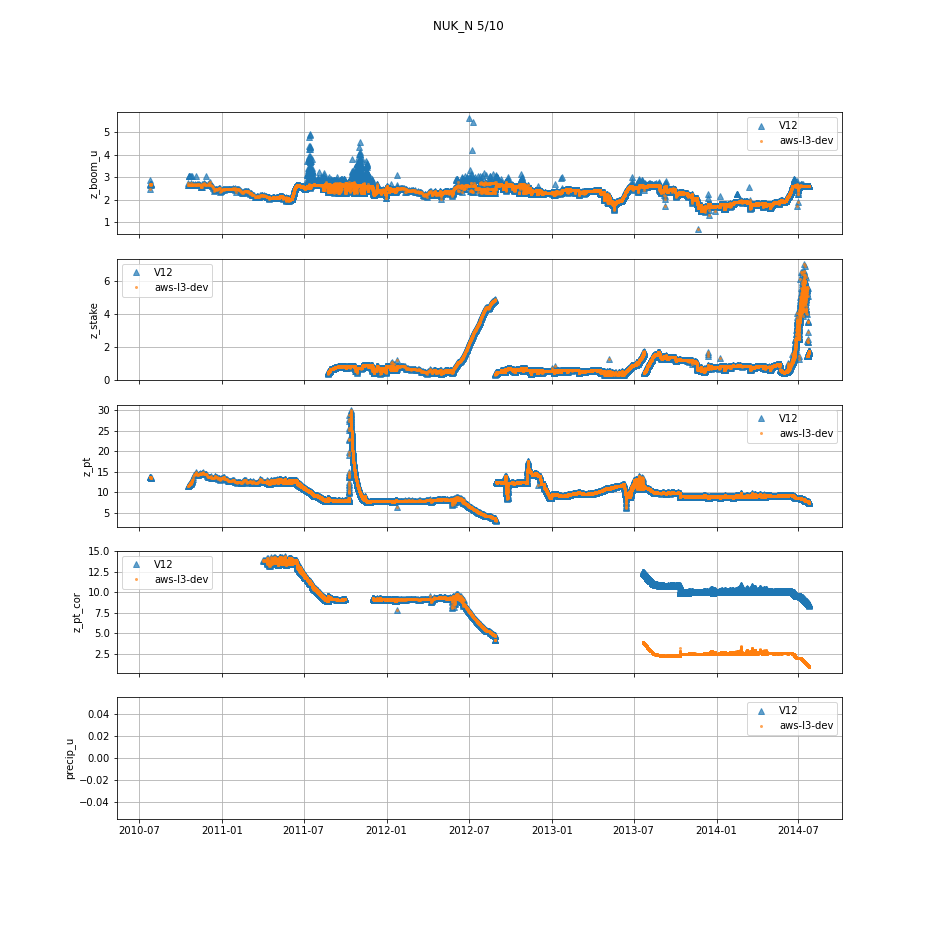 NUK_N 5/10
z_boom_u
5
4
3
2
1
V12
aws-l3-dev
z_stake
6
4
2
0
V12
aws-l3-dev
z_pt
30
25
20
15
10
5
V12
aws-l3-dev
z_pt_cor
15.0
12.5
10.0
7.5
5.0
2.5
V12
aws-l3-dev
precip_u
0.04
0.02
0.00
−0.02
−0.04
V12
aws-l3-dev
2010-07 2011-01 2011-07 2012-01 2012-07 2013-01 2013-07 2014-01 2014-07